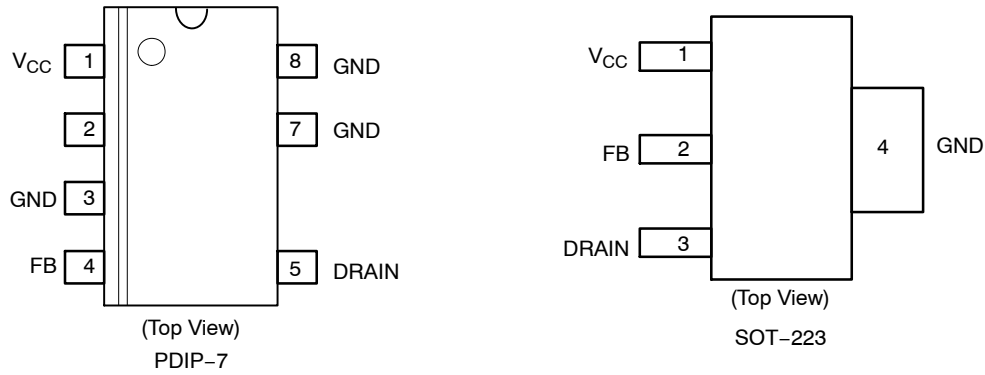 VCC 1 8 GND
2 7 GND
GND 3
FB 4 5 DRAIN
(Top View)
PDIP−7
VCC 1
FB 2 4 GND
DRAIN 3
(Top View)
SOT−223